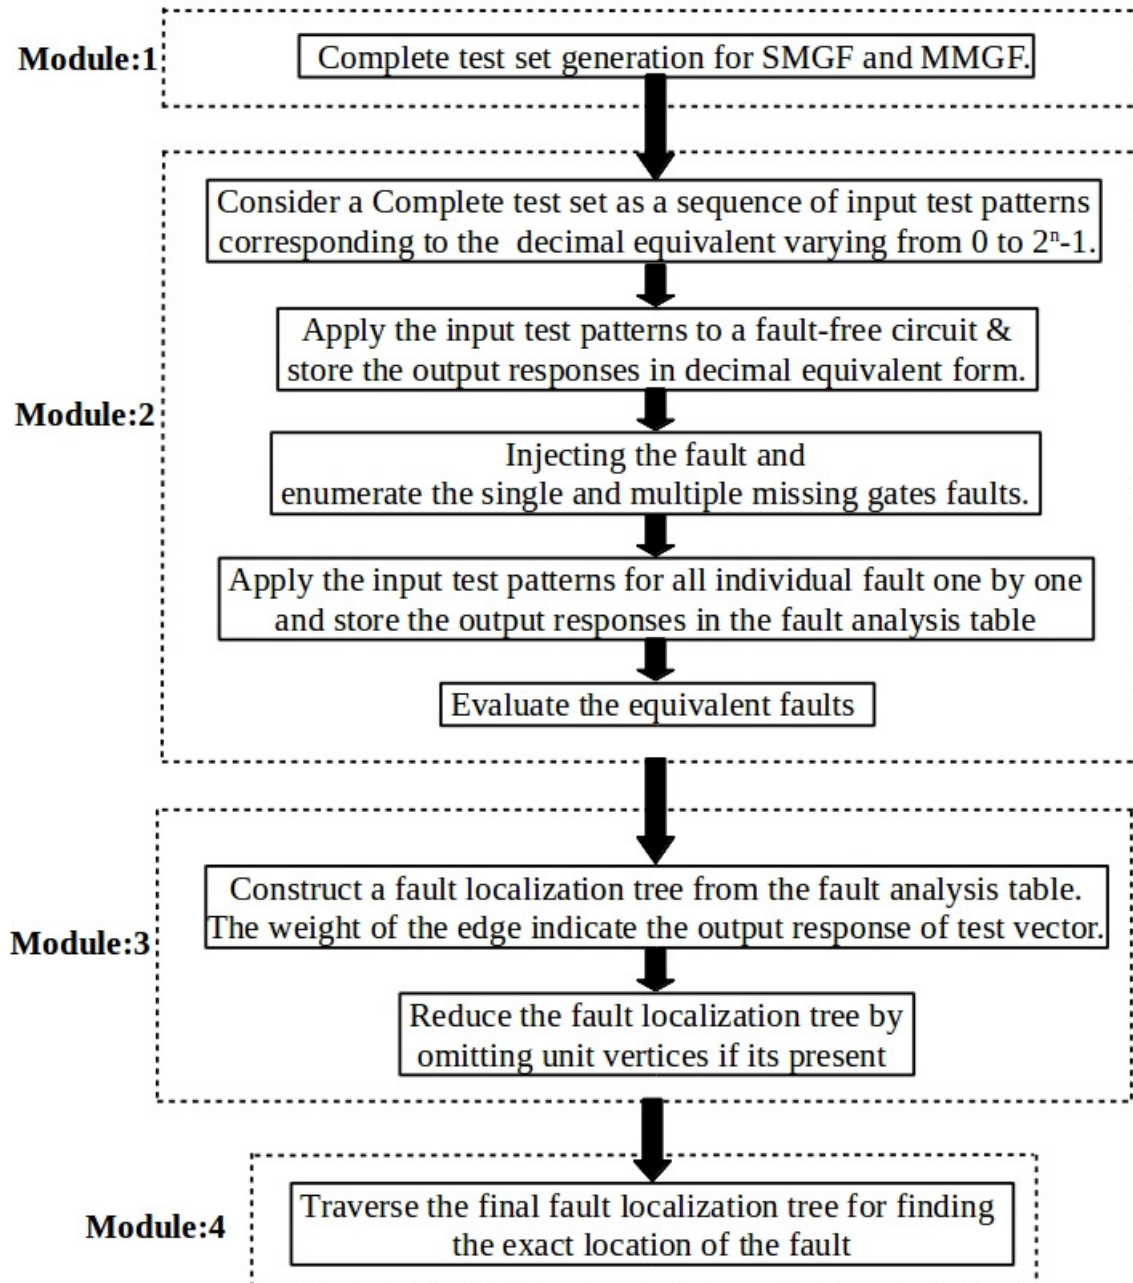 Module:1
Complete test set generation for SMGF and MMGF.
Module:2
Consider a Complete test set as a sequence of input test patterns
corresponding to the decimal equivalent varying from 0 to 2ⁿ-1.
Apply the input test patterns to a fault-free circuit &
store the output responses in decimal equivalent form.
Injecting the fault and
enumerate the single and multiple missing gates faults.
Apply the input test patterns for all individual fault one by one
and store the output responses in the fault analysis table
Evaluate the equivalent faults
Module:3
Construct a fault localization tree from the fault analysis table.
The weight of the edge indicate the output response of test vector.
Reduce the fault localization tree by
omitting unit vertices if its present
Module:4
Traverse the final fault localization tree for finding
the exact location of the fault